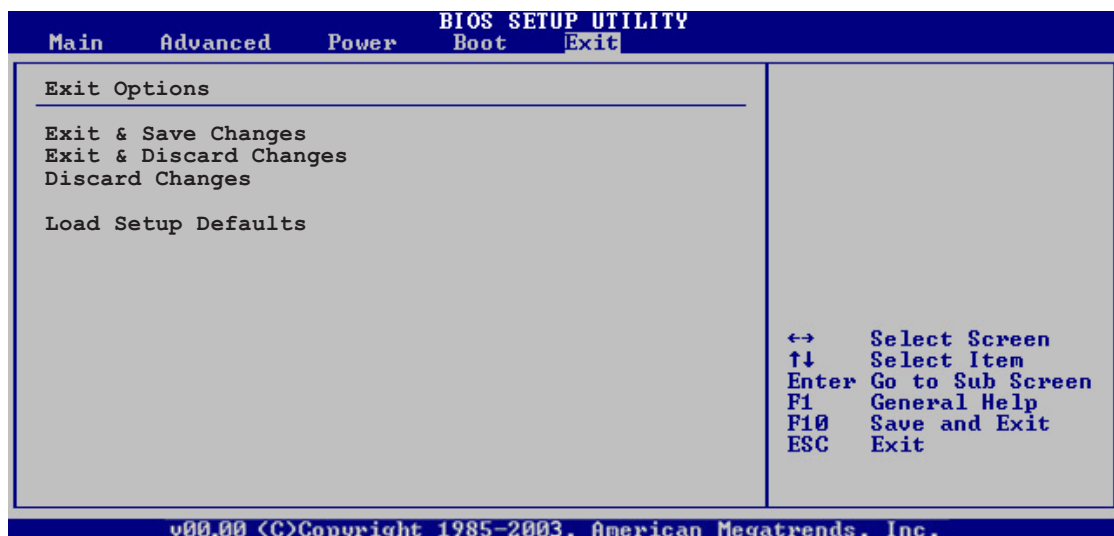 BIOS SETUP UTILITY
Main Advanced Power Boot Exit
Exit Options
Exit & Save Changes
Exit & Discard Changes
Discard Changes
Load Setup Defaults
←→ Select Screen
↑↓ Select Item
Enter Go to Sub Screen
F1 General Help
F10 Save and Exit
ESC Exit
v00.00 (C)Copyright 1985-2003, American Megatrends, Inc.